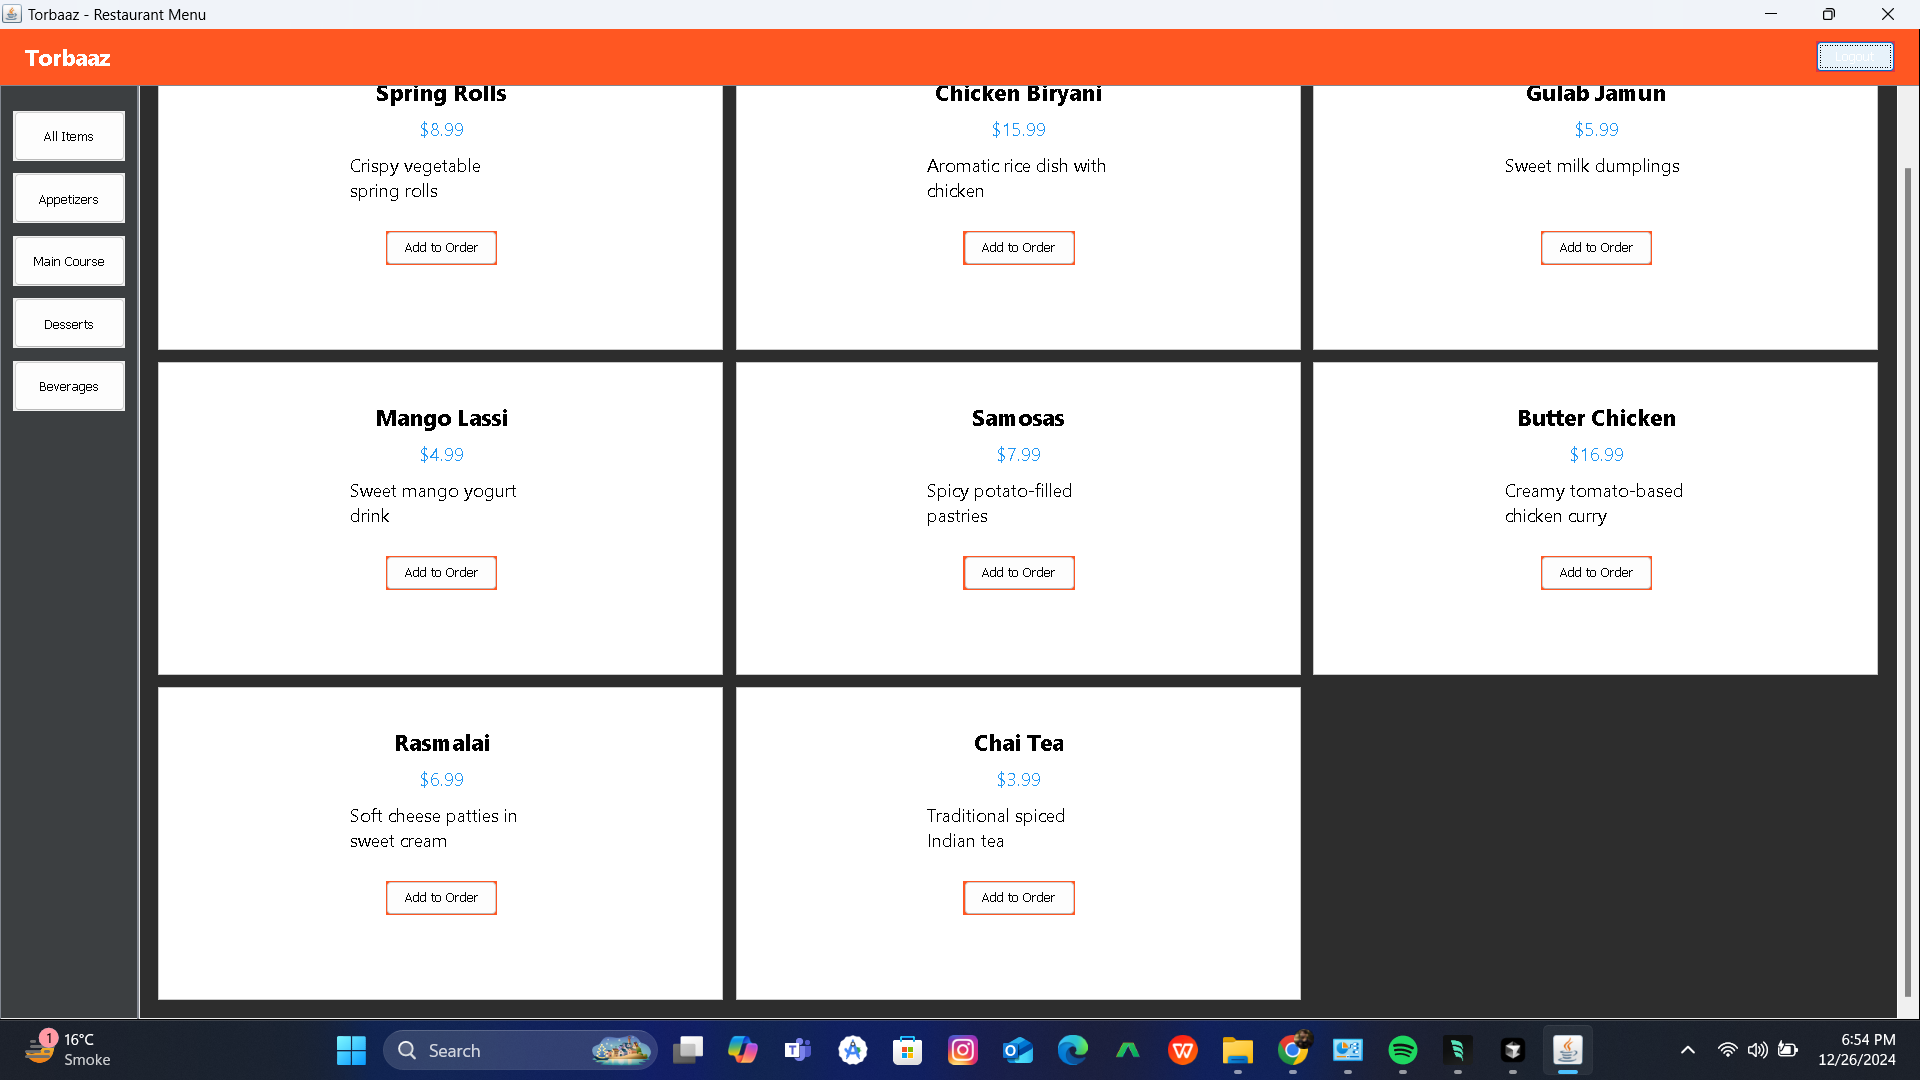 Torbaaz - Restaurant Menu
Torbaaz
All Items
Appetizers
Main Course
Desserts
Beverages
Spring Rolls
$8.99
Crispy vegetable
spring rolls
Add to Order
Chicken Biryani
$15.99
Aromatic rice dish with
chicken
Add to Order
Gulab Jamun
$5.99
Sweet milk dumplings
Add to Order
Mango Lassi
$4.99
Sweet mango yogurt
drink
Add to Order
Samosas
$7.99
Spicy potato-filled
pastries
Add to Order
Butter Chicken
$16.99
Creamy tomato-based
chicken curry
Add to Order
Rasmalai
$6.99
Soft cheese patties in
sweet cream
Add to Order
Chai Tea
$3.99
Traditional spiced
Indian tea
Add to Order
1
16°C
Smoke
Search
6:54 PM
12/26/2024